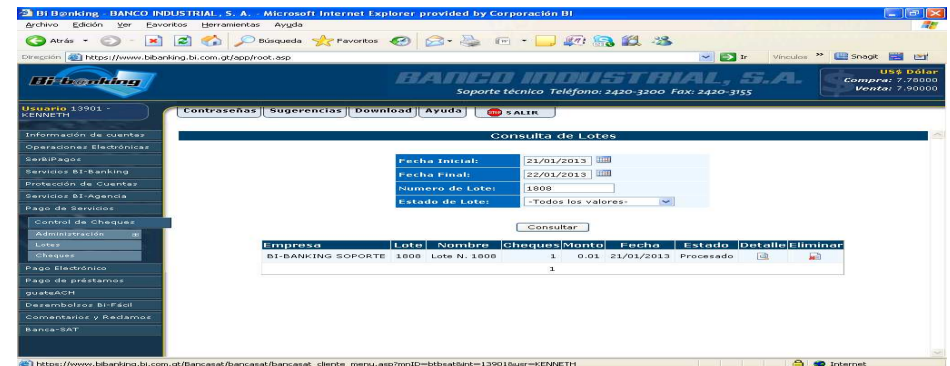 Bi B@nking - BANCO INDUSTRIAL, S. A. - Microsoft Internet Explorer provided by Corporación BI
Archivo Edición Ver Favoritos Herramientas Ayuda
Atrás Búsqueda Favoritos
Dirección https://www.bibanking.bi.com.gt/app/root.asp Ir Vínculos » Snagit
Bi-b@nking
BANCO INDUSTRIAL, S.A.
Soporte técnico Teléfono: 2420-3200 Fax: 2420-3155
US$ Dólar
Compra: 7.78000
Venta: 7.90000
Usuario 13901 -
KENNETH
Contraseñas Sugerencias Download Ayuda SALIR
Información de cuentas
Operaciones Electrónicas
SerBiPagos
Servicios BI-Banking
Protección de Cuentas
Servicios BI-Agencia
Pago de Servicios
Control de Cheques
Administración
Lotes
Cheques
Pago Electrónico
Pago de préstamos
guateACH
Desembolsos Bi-Fácil
Comentarios y Reclamos
Banca-SAT
Consulta de Lotes
Fecha Inicial: 21/01/2013
Fecha Final: 22/01/2013
Numero de Lote: 1808
Estado de Lote: -Todos los valores-
Consultar
Empresa Lote Nombre Cheques Monto Fecha Estado Detalle Eliminar
BI-BANKING SOPORTE 1808 Lote N. 1808 1 0.01 21/01/2013 Procesado
1
https://www.bibanking.bi.com.gt/Bancasat/bancasat/bancasat_cliente_menu.asp?mnID=btbsat&int=13901&usr=KENNETH Internet